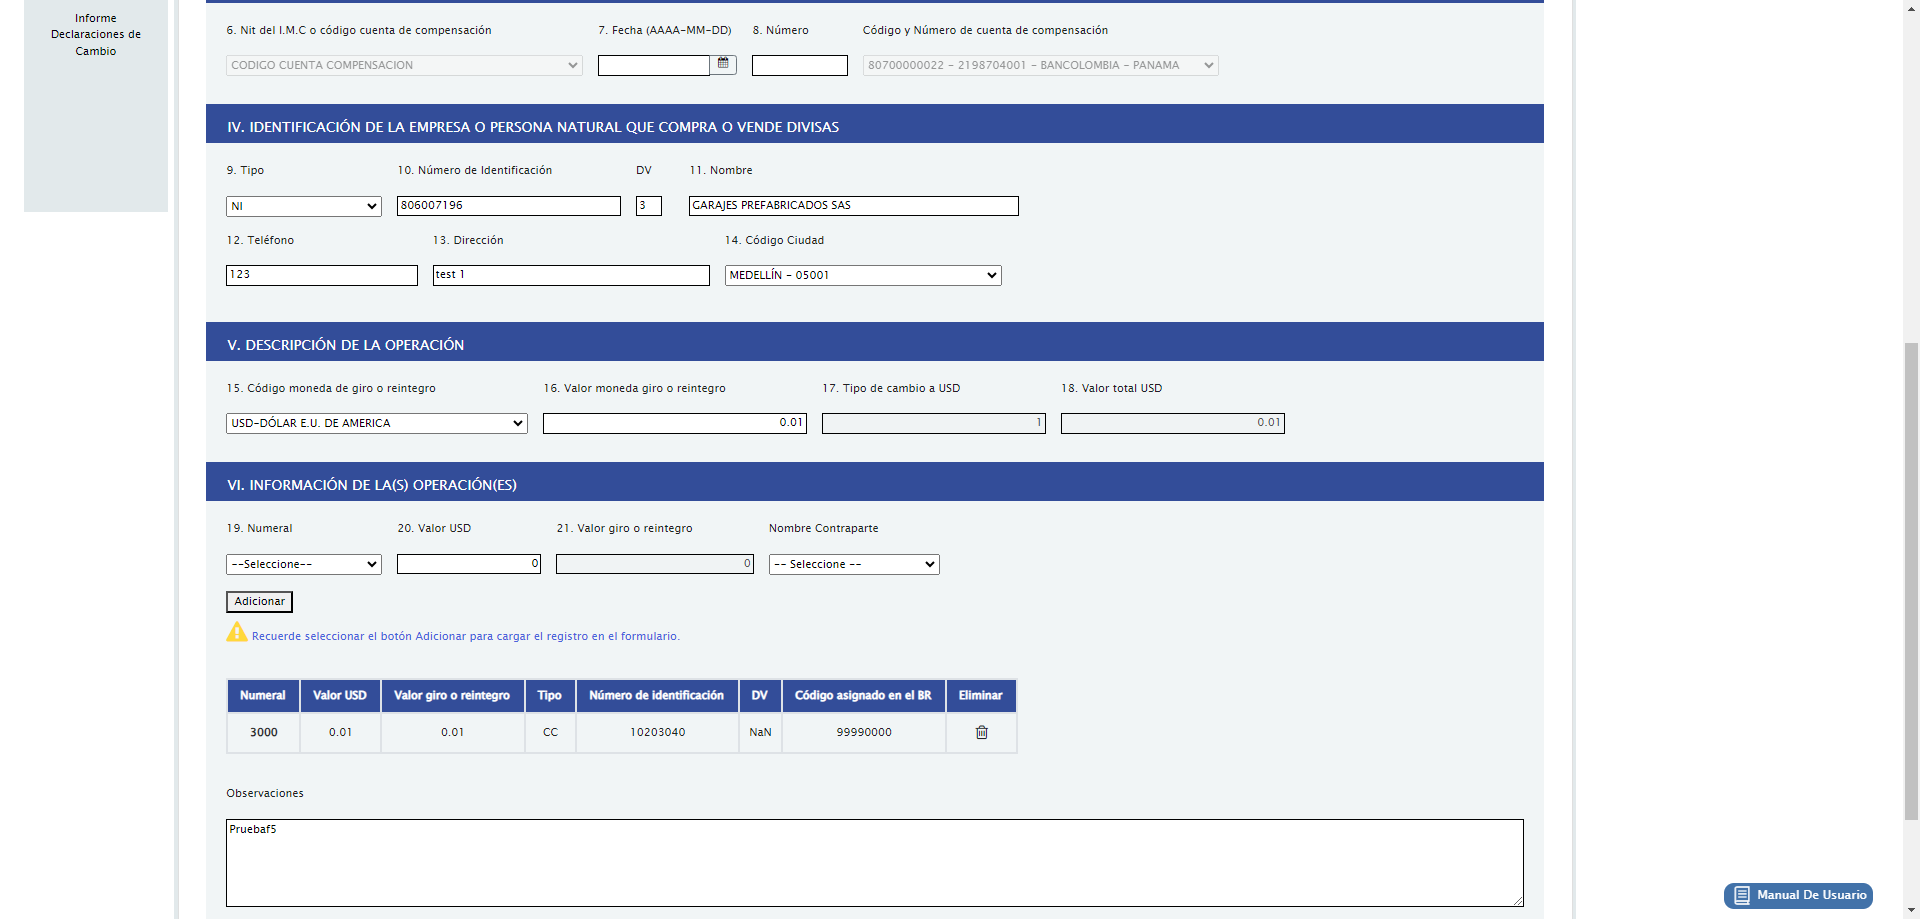 Informe
Declaraciones de
Cambio
6. Nit del I.M.C o código cuenta de compensación
7. Fecha (AAAA-MM-DD)
8. Número
Código y Número de cuenta de compensación
CODIGO CUENTA COMPENSACION
80700000022 - 2198704001 - BANCOLOMBIA - PANAMA
IV. IDENTIFICACIÓN DE LA EMPRESA O PERSONA NATURAL QUE COMPRA O VENDE DIVISAS
9. Tipo
10. Número de Identificación
DV
11. Nombre
NI
806007196
3
GARAJES PREFABRICADOS SAS
12. Teléfono
13. Dirección
14. Código Ciudad
123
test 1
MEDELLÍN - 05001
V. DESCRIPCIÓN DE LA OPERACIÓN
15. Código moneda de giro o reintegro
16. Valor moneda giro o reintegro
17. Tipo de cambio a USD
18. Valor total USD
USD-DÓLAR E.U. DE AMERICA
0.01
1
0.01
VI. INFORMACIÓN DE LA(S) OPERACIÓN(ES)
19. Numeral
20. Valor USD
21. Valor giro o reintegro
Nombre Contraparte
--Seleccione--
0
0
-- Seleccione --
Adicionar
Recuerde seleccionar el botón Adicionar para cargar el registro en el formulario.
Numeral Valor USD Valor giro o reintegro Tipo Número de identificación DV Código asignado en el BR Eliminar
3000 0.01 0.01 CC 10203040 NaN 99990000
Observaciones
Pruebaf5
Manual De Usuario